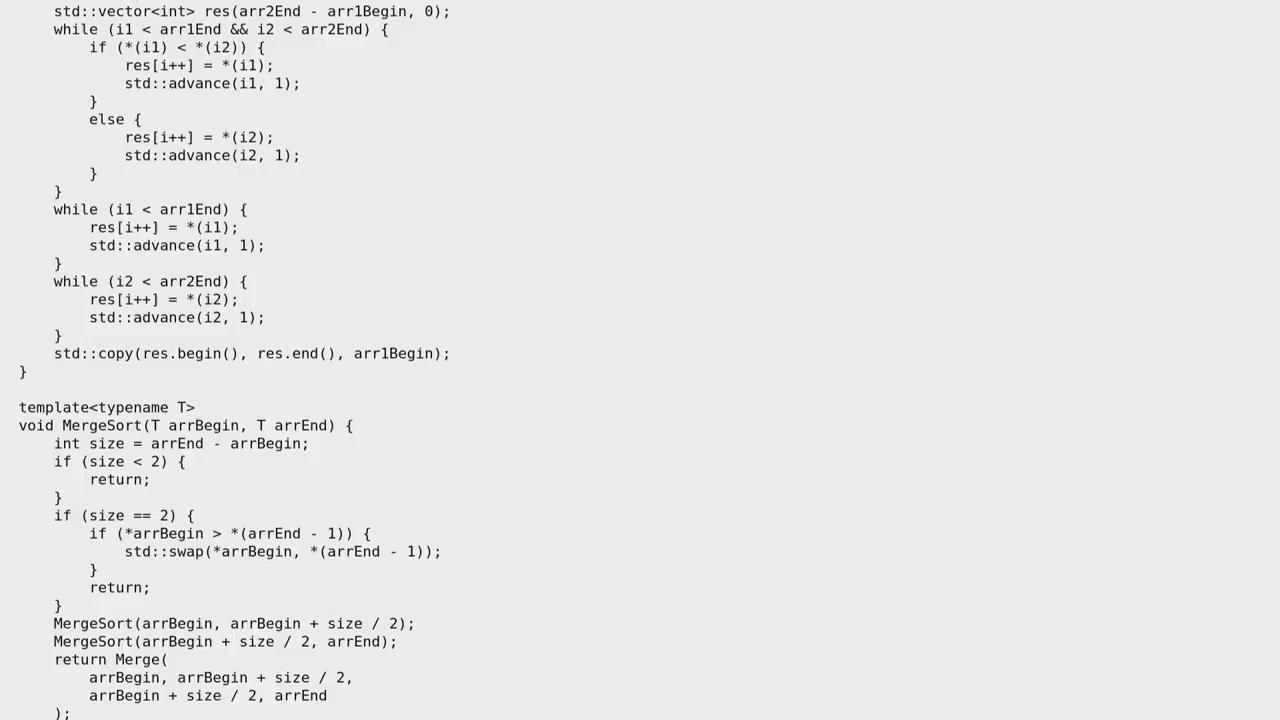 std::vector<int> res(arr2End - arr1Begin, 0);
    while (i1 < arr1End && i2 < arr2End) {
        if (*(i1) < *(i2)) {
            res[i++] = *(i1);
            std::advance(i1, 1);
        }
        else {
            res[i++] = *(i2);
            std::advance(i2, 1);
        }
    }
    while (i1 < arr1End) {
        res[i++] = *(i1);
        std::advance(i1, 1);
    }
    while (i2 < arr2End) {
        res[i++] = *(i2);
        std::advance(i2, 1);
    }
    std::copy(res.begin(), res.end(), arr1Begin);
}

template<typename T>
void MergeSort(T arrBegin, T arrEnd) {
    int size = arrEnd - arrBegin;
    if (size < 2) {
        return;
    }
    if (size == 2) {
        if (*arrBegin > *(arrEnd - 1)) {
            std::swap(*arrBegin, *(arrEnd - 1));
        }
        return;
    }
    MergeSort(arrBegin, arrBegin + size / 2);
    MergeSort(arrBegin + size / 2, arrEnd);
    return Merge(
        arrBegin, arrBegin + size / 2,
        arrBegin + size / 2, arrEnd
    );